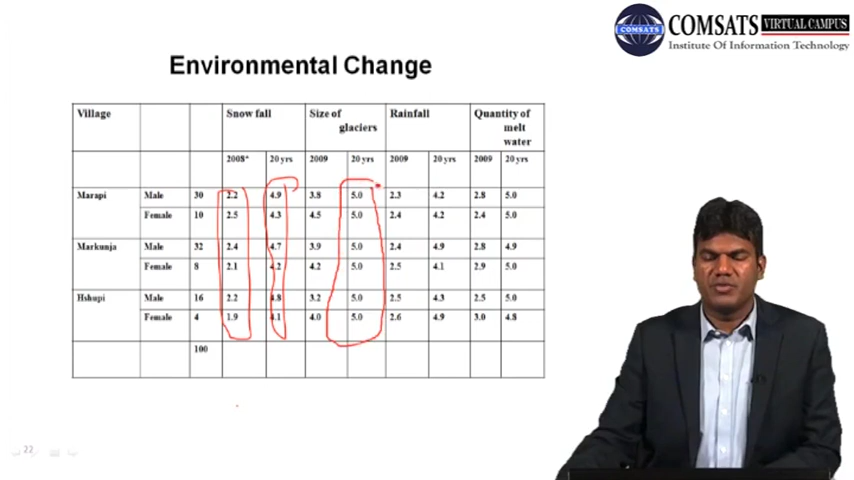 COMSATS VIRTUAL CAMPUS
COMSATS
Institute Of Information Technology
Environmental Change
Village Snow fall Size of glaciers Rainfall Quantity of melt water
2008* 20 yrs 2009 20 yrs 2009 20 yrs 2009 20 yrs
Marapi Male 30 2.2 4.9 3.8 5.0 2.3 4.2 2.8 5.0
Female 10 2.5 4.3 4.5 5.0 2.4 4.2 2.4 5.0
Markunja Male 32 2.4 4.7 3.9 5.0 2.4 4.9 2.8 4.9
Female 8 2.1 4.2 4.2 5.0 2.5 4.1 2.9 5.0
Hshupi Male 16 2.2 4.8 3.2 5.0 2.5 4.3 2.5 5.0
Female 4 1.9 4.1 4.0 5.0 2.6 4.9 3.0 4.8
100
22